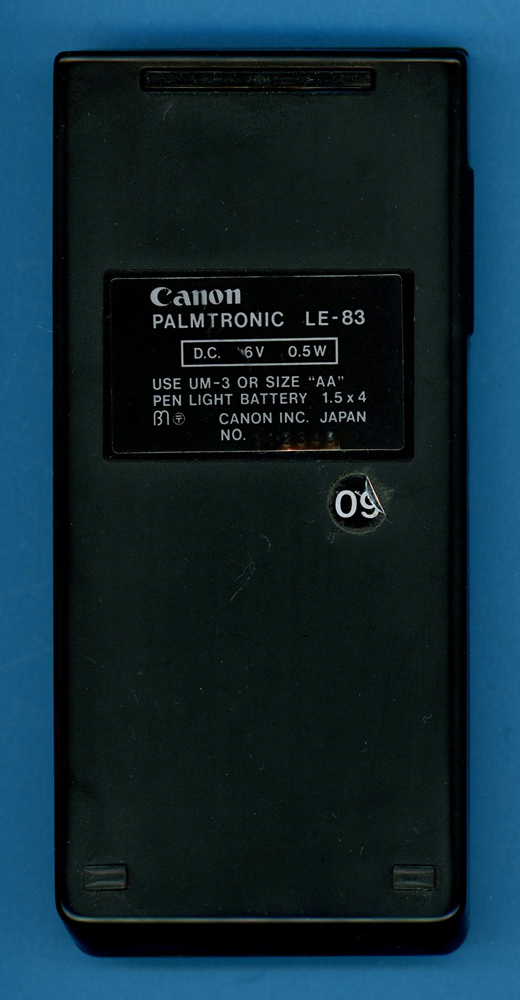 Canon
PALMTRONIC LE-83
D.C. 6V 0.5W
USE UM-3 OR SIZE "AA"
PEN LIGHT BATTERY 1.5 x 4
〒 CANON INC. JAPAN
NO.
09